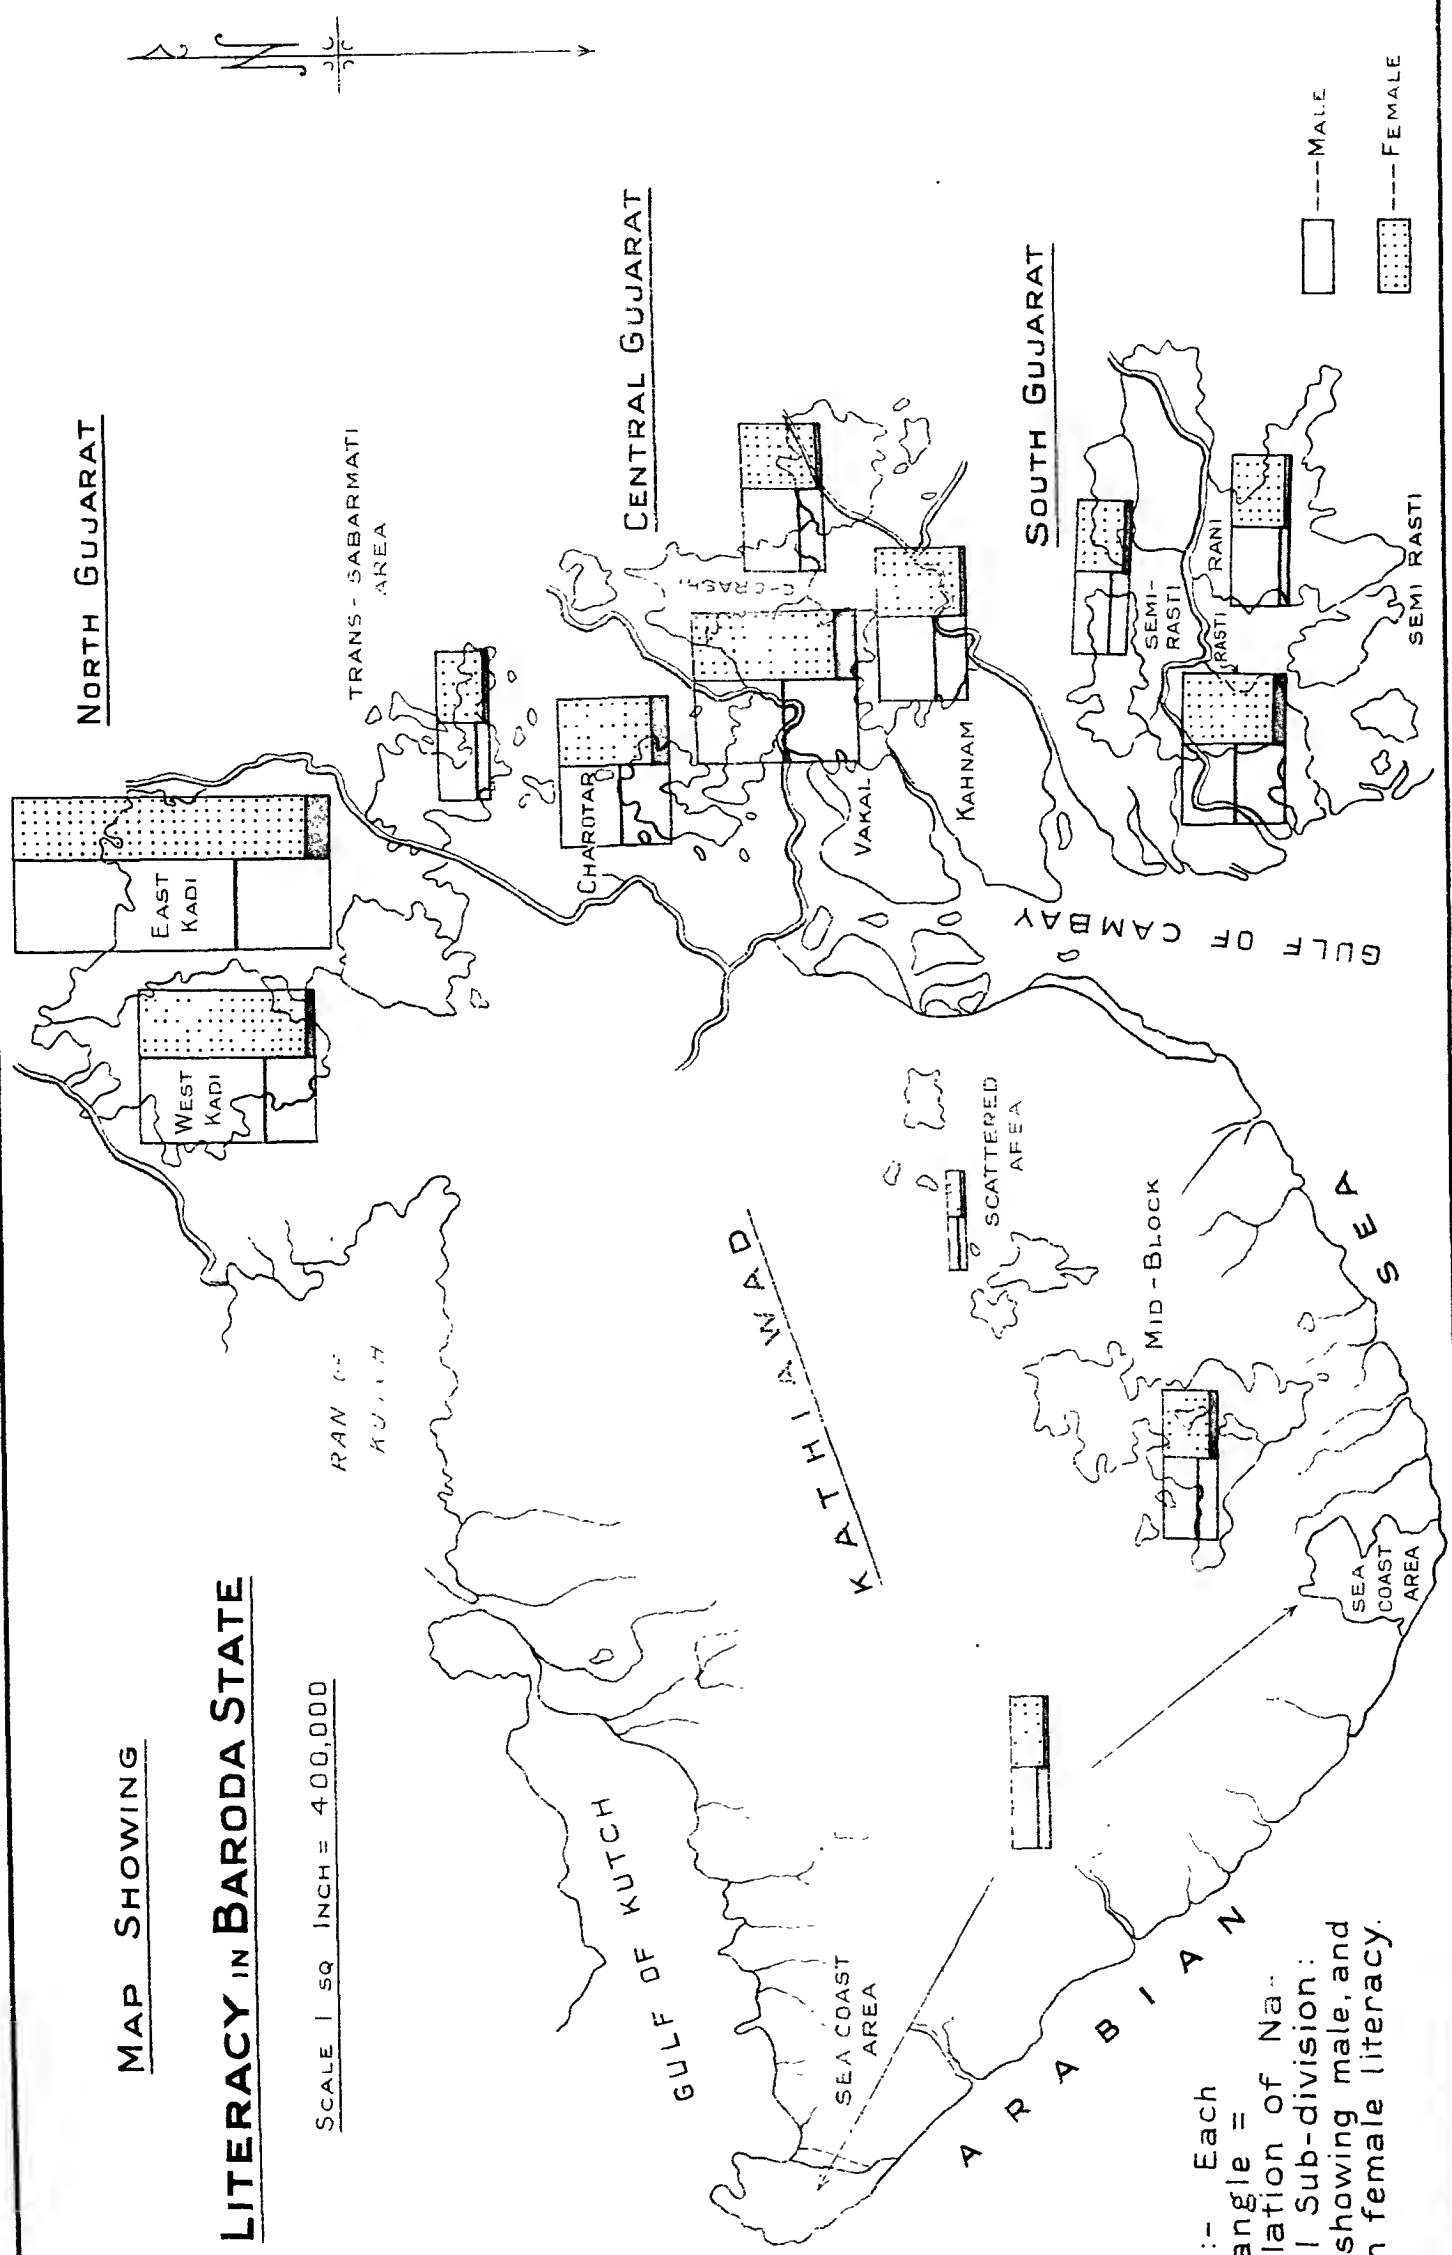 MAP SHOWING
LITERACY IN BARODA STATE
SCALE 1 SQ INCH = 400,000
NORTH GUJARAT
N
WEST
KADI
EAST
KADI
TRANS-SABARMATI
AREA
RAN
CENTRAL GUJARAT
CHAROTAR
VAKAL
KAHNAM
GULF OF KUTCH
KATHIAWAD
SCATTERED
AREA
GULF OF CAMBAY
SOUTH GUJARAT
SEMI-
RASTI
RASTI
RANI
SEMI RASTI
MID-BLOCK
SEA COAST
AREA
SEA
COAST
AREA
ARABIAN SEA
:- Each
angle =
lation of Na-
l Sub-division:
showing male, and
n female literacy.
---MALE
---FEMALE